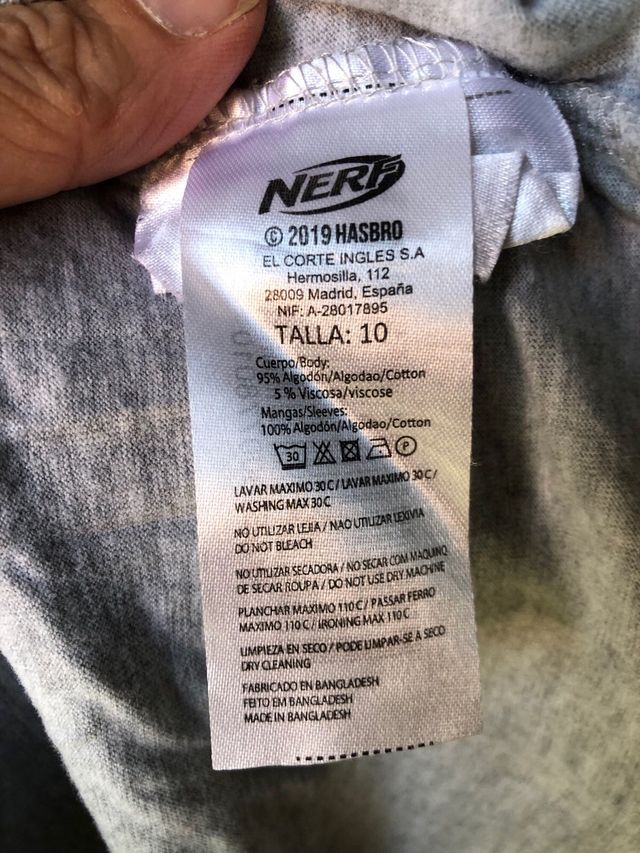 NERF
© 2019 HASBRO
EL CORTE INGLES S.A
Hermosilla, 112
28009 Madrid, España
NIF: A-28017895
TALLA: 10
Cuerpo/Body:
95% Algodón/Algodao/Cotton
5 % Viscosa/viscose
Mangas/Sleeves:
100% Algodón/Algodao/Cotton
30 P
LAVAR MAXIMO 30 C / LAVAR MAXIMO 30 C /
WASHING MAX 30 C
NO UTILIZAR LEJIA / NAO UTIUZAR LEXIVIA
DO NOT BLEACH
NO UTILIZAR SECADORA / NO SECAR COM MAQUINO
DE SECAR ROUPA / DO NOT USE DRY MACHINE
PLANCHAR MAXIMO 110 C / PASSAR FERRO
MAXIMO 110 C / IRONING MAX 110 C
LIMPIEZA EN SECO / PODE LIMPAR-SE A SECO
DRY CLEANING
FABRICADO EN BANGLADESH
FEITO EM BANGLADESH
MADE IN BANGLADESH